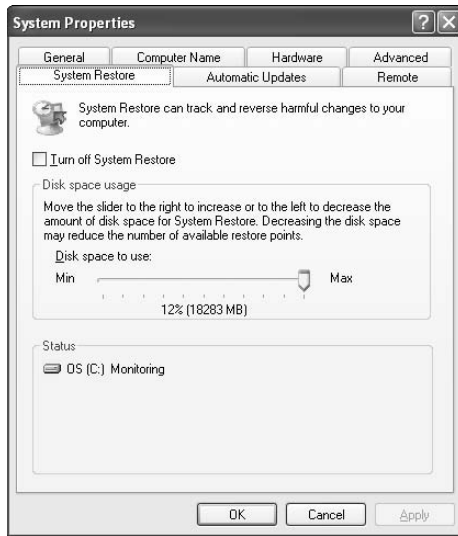 System Properties
General Computer Name Hardware Advanced
System Restore Automatic Updates Remote
System Restore can track and reverse harmful changes to your
computer.
Turn off System Restore
Disk space usage
Move the slider to the right to increase or to the left to decrease the
amount of disk space for System Restore. Decreasing the disk space
may reduce the number of available restore points.
Disk space to use:
Min Max
12% (18283 MB)
Status
OS (C:) Monitoring
OK Cancel Apply